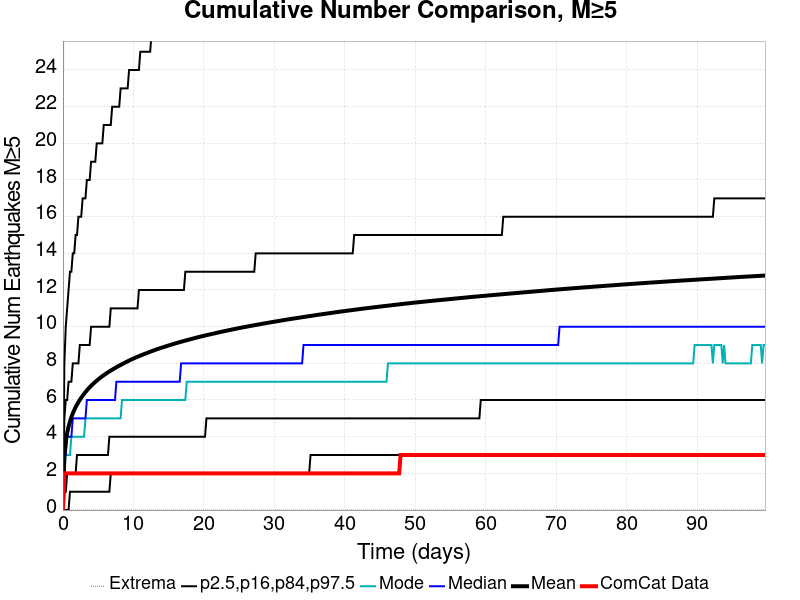 Cumulative Number Comparison, M≥5
Cumulative Num Earthquakes M≥5
24
22
20
18
16
14
12
10
8
6
4
2
0
0 10 20 30 40 50 60 70 80 90
Time (days)
Extrema p2.5,p16,p84,p97.5 Mode Median Mean ComCat Data